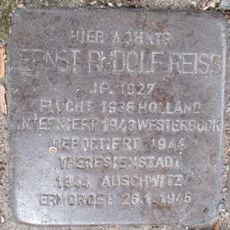 HIER WOHNTE
ERNST RUDOLF REISS
JG. 1927
FLUCHT 1938 HOLLAND
INTERNIERT 1943 WESTERBORK
DEPORTIERT 1944
THERESIENSTADT
1944 AUSCHWITZ
ERMORDET 26.1.1945